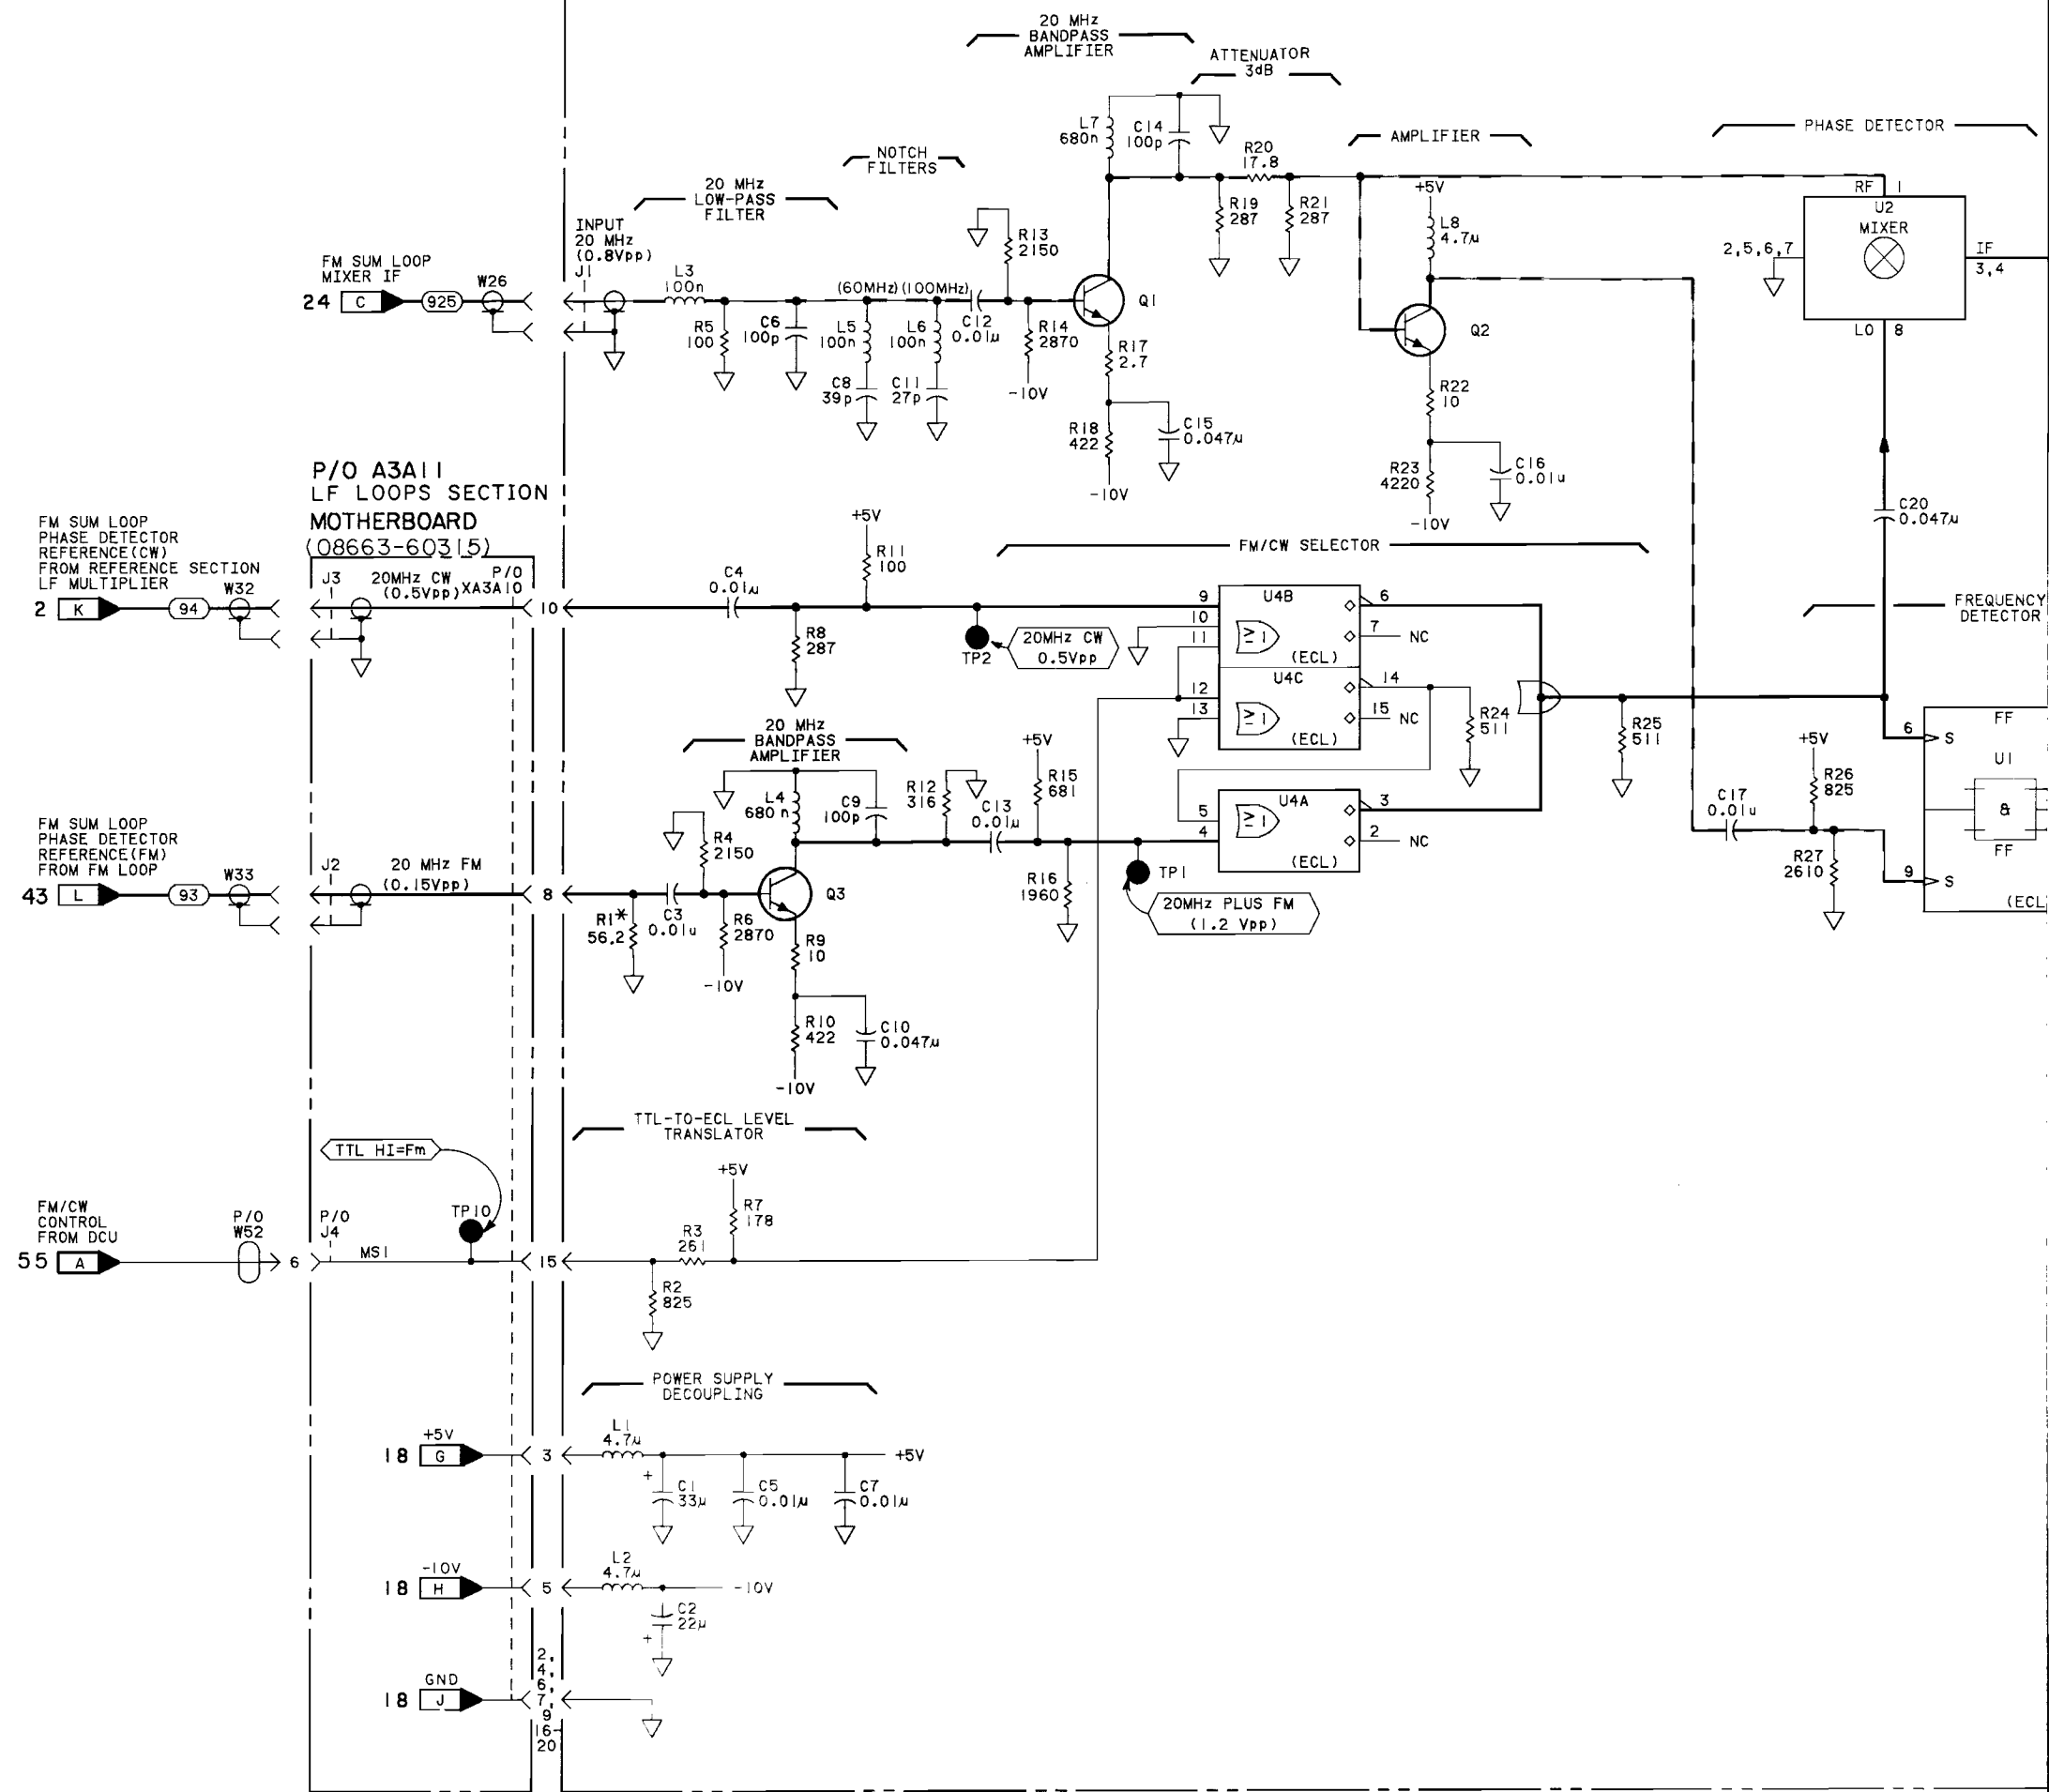 20 MHz
BANDPASS
AMPLIFIER
ATTENUATOR
3dB
L7
680n
C14
100p
R20
17.8
AMPLIFIER
PHASE DETECTOR
NOTCH
FILTERS
20 MHz
LOW-PASS
FILTER
R19
287
R21
287
+5V
L8
4.7µ
RF 1
U2
MIXER
2,5,6,7
IF
3,4
LO 8
INPUT
20 MHz
(0.8Vpp)
J1
R13
2150
FM SUM LOOP
MIXER IF
24 C 925
W26
L3
100n
(60MHz)(100MHz)
Q1
R5
100
C6
100p
L5
100n
L6
100n
C12
0.01µ
R14
2870
-10V
R17
2.7
Q2
C8
39p
C11
27p
R22
10
R18
422
C15
0.047µ
-10V
R23
4220
C16
0.01u
-10V
C20
0.047µ
P/O A3A11
LF LOOPS SECTION
MOTHERBOARD
(08663-60315)
FM SUM LOOP
PHASE DETECTOR
REFERENCE(CW)
FROM REFERENCE SECTION
LF MULTIPLIER
2 K 94
W32
J3
20MHz CW
(0.5Vpp)
P/O
XA3A10
10
C4
0.01µ
+5V
R11
100
R8
287
FM/CW SELECTOR
TP2
20MHz CW
0.5Vpp
9
10
11
U4B
≥1
(ECL)
6
7 NC
12
13
U4C
≥1
(ECL)
14
15 NC
R24
511
R25
511
FREQUENCY
DETECTOR
6 S
FF
U1
&
FF
9 S
(ECL
+5V
R26
825
C17
0.01u
R27
2610
20 MHz
BANDPASS
AMPLIFIER
L4
680n
C9
100p
R12
316
C13
0.01µ
+5V
R15
681
R16
1960
TP1
20MHz PLUS FM
(1.2 Vpp)
5
4
U4A
≥1
(ECL)
3
2 NC
FM SUM LOOP
PHASE DETECTOR
REFERENCE(FM)
FROM FM LOOP
43 L 93
W33
J2
20 MHz FM
(0.15Vpp)
8
R1*
56.2
C3
0.01u
R4
2150
R6
2870
-10V
Q3
R9
10
R10
422
C10
0.047µ
-10V
TTL-TO-ECL LEVEL
TRANSLATOR
TTL HI=Fm
TP10
FM/CW
CONTROL
FROM DCU
55 A
P/O
W52
6
P/O
J4
MS1
15
R3
261
+5V
R7
178
R2
825
POWER SUPPLY
DECOUPLING
+5V
18 G 3
L1
4.7µ
+5V
+
C1
33µ
C5
0.01µ
C7
0.01µ
-10V
18 H 5
L2
4.7µ
-10V
C2
22µ
+
GND
18 J
2,
4,
6,
7,
9
16-
20